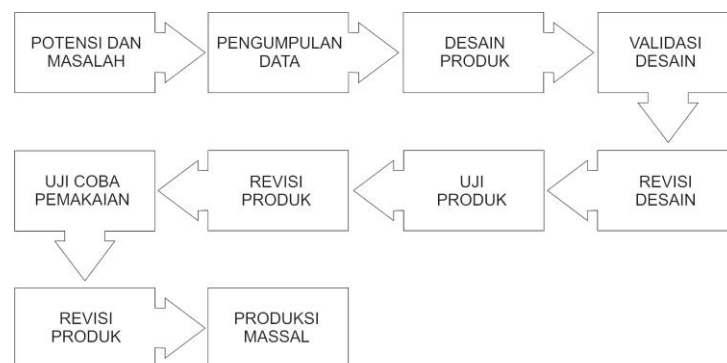 POTENSI DAN
MASALAH
PENGUMPULAN
DATA
DESAIN
PRODUK
VALIDASI
DESAIN
REVISI
DESAIN
UJI
PRODUK
REVISI
PRODUK
UJI COBA
PEMAKAIAN
REVISI
PRODUK
PRODUKSI
MASSAL